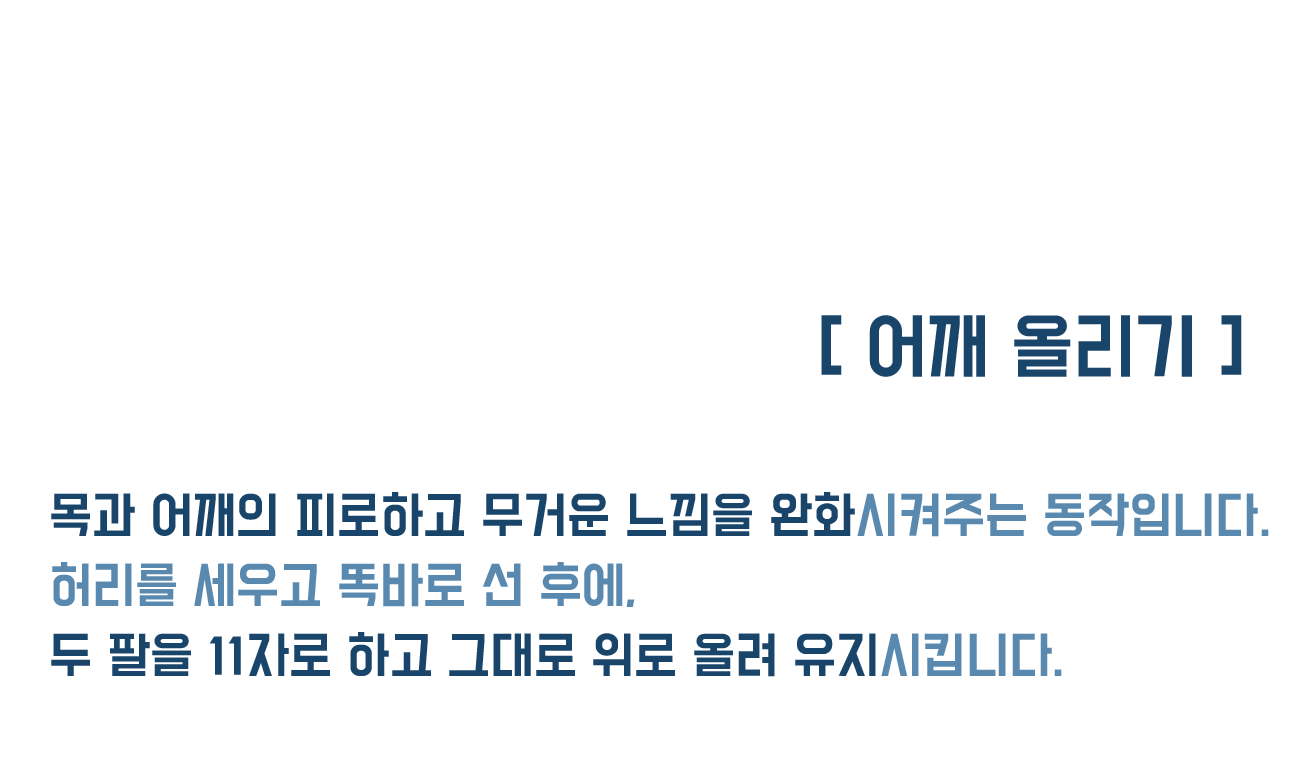 [ 어깨 올리기 ]
목과 어깨의 피로하고 무거운 느낌을 완화시켜주는 동작입니다.
허리를 세우고 똑바로 선 후에,
두 팔을 11자로 하고 그대로 위로 올려 유지시킵니다.